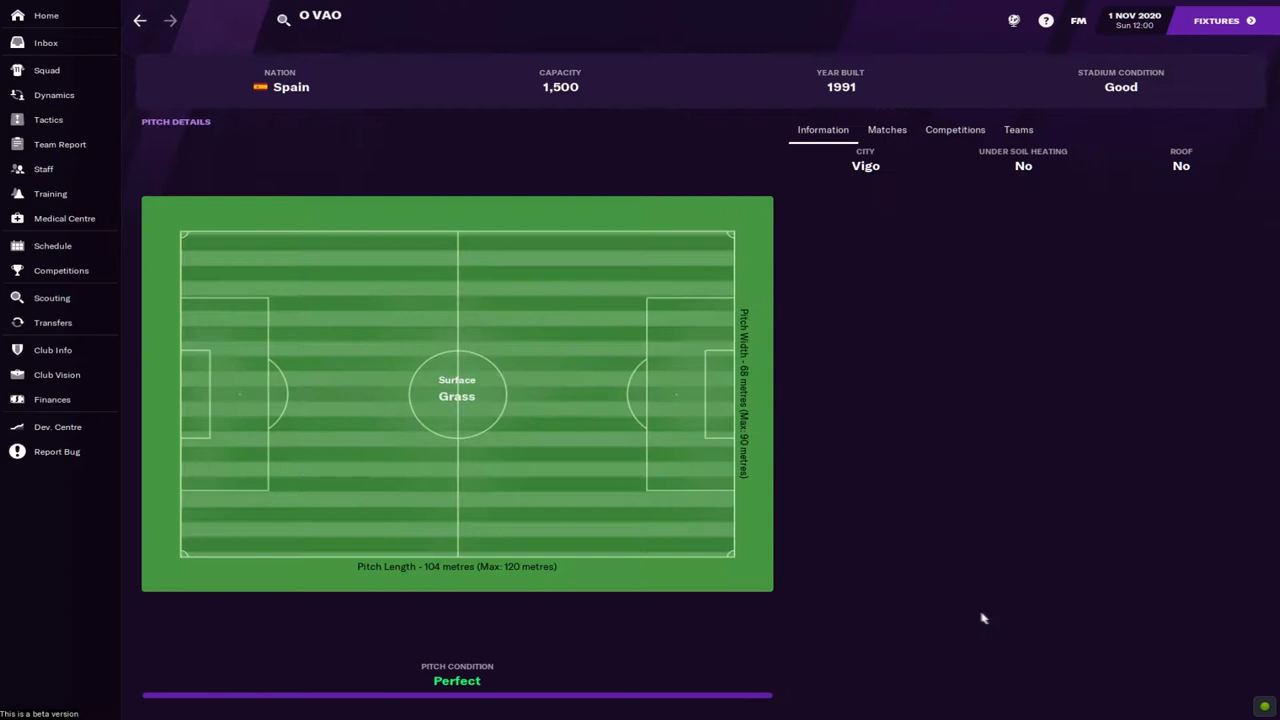 Home
Inbox
Squad
Dynamics
Tactics
Team Report
Staff
Training
Medical Centre
Schedule
Competitions
Scouting
Transfers
Club Info
Club Vision
Finances
Dev. Centre
Report Bug
This is a beta version
O VAO
?
FM
1 NOV 2020
Sun 12:00
FIXTURES
NATION
Spain
CAPACITY
1,500
YEAR BUILT
1991
STADIUM CONDITION
Good
PITCH DETAILS
Surface
Grass
Pitch Width - 68 metres (Max: 90 metres)
Pitch Length - 104 metres (Max: 120 metres)
PITCH CONDITION
Perfect
Information Matches Competitions Teams
CITY
Vigo
UNDER SOIL HEATING
No
ROOF
No